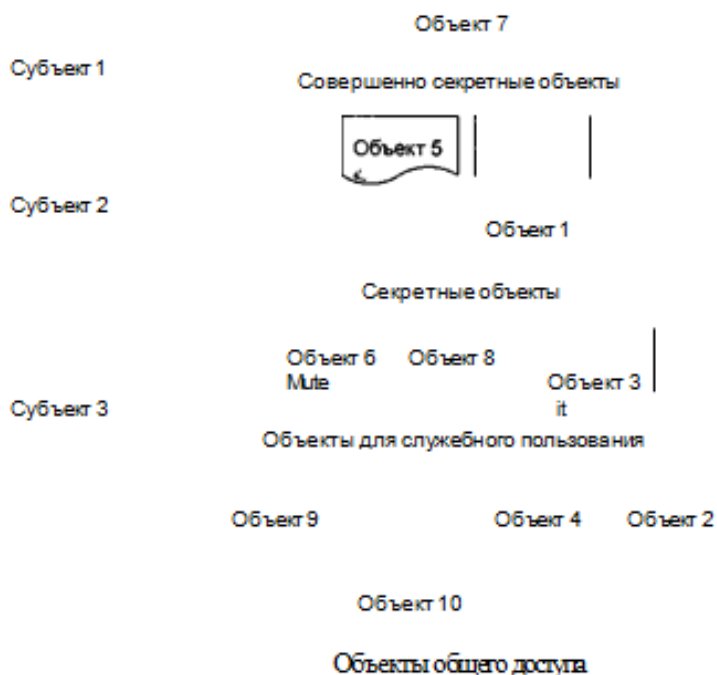 Объект 7
Субъект 1
Совершенно секретные объекты
Объект 5
Субъект 2
Объект 1
Секретные объекты
Объект 6 Объект 8
Mute Объект 3
Субъект 3 it
Объекты для служебного пользования
Объект 9 Объект 4 Объект 2
Объект 10
Объекты общего доступа